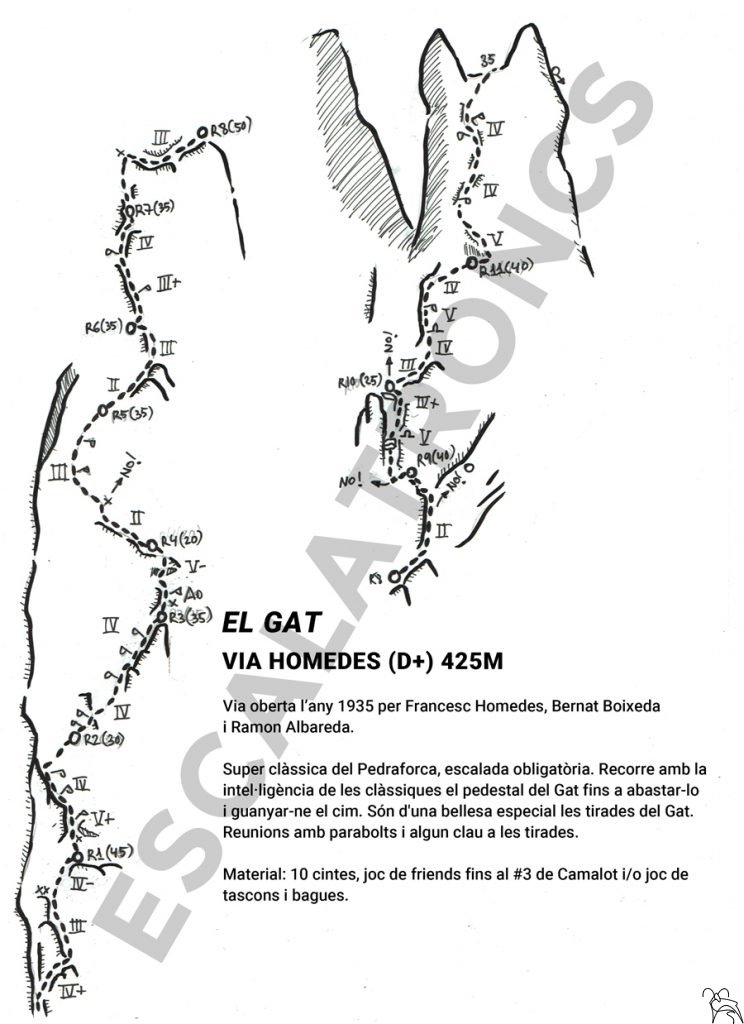 35
IV
IV
V
R11(40)
IV
V
IV
III
NO!
R10(25)
IV+
V
R9(40)
NO!
NO!
II
R8
III
R8(50)
R7(35)
IV
III+
R6(35)
III
II
R5(35)
III
NO!
II
R4(20)
V-
A0
R3(35)
IV
IV
R2(30)
IV
V+
R1(45)
IV-
III
IV+
ESCALATRONCS
EL GAT
VIA HOMEDES (D+) 425M
Via oberta l'any 1935 per Francesc Homedes, Bernat Boixeda
i Ramon Albareda.
Super clàssica del Pedraforca, escalada obligatòria. Recorre amb la
intel·ligència de les clàssiques el pedestal del Gat fins a abastar-lo
i guanyar-ne el cim. Són d'una bellesa especial les tirades del Gat.
Reunions amb parabolts i algun clau a les tirades.
Material: 10 cintes, joc de friends fins al #3 de Camalot i/o joc de
tascons i bagues.